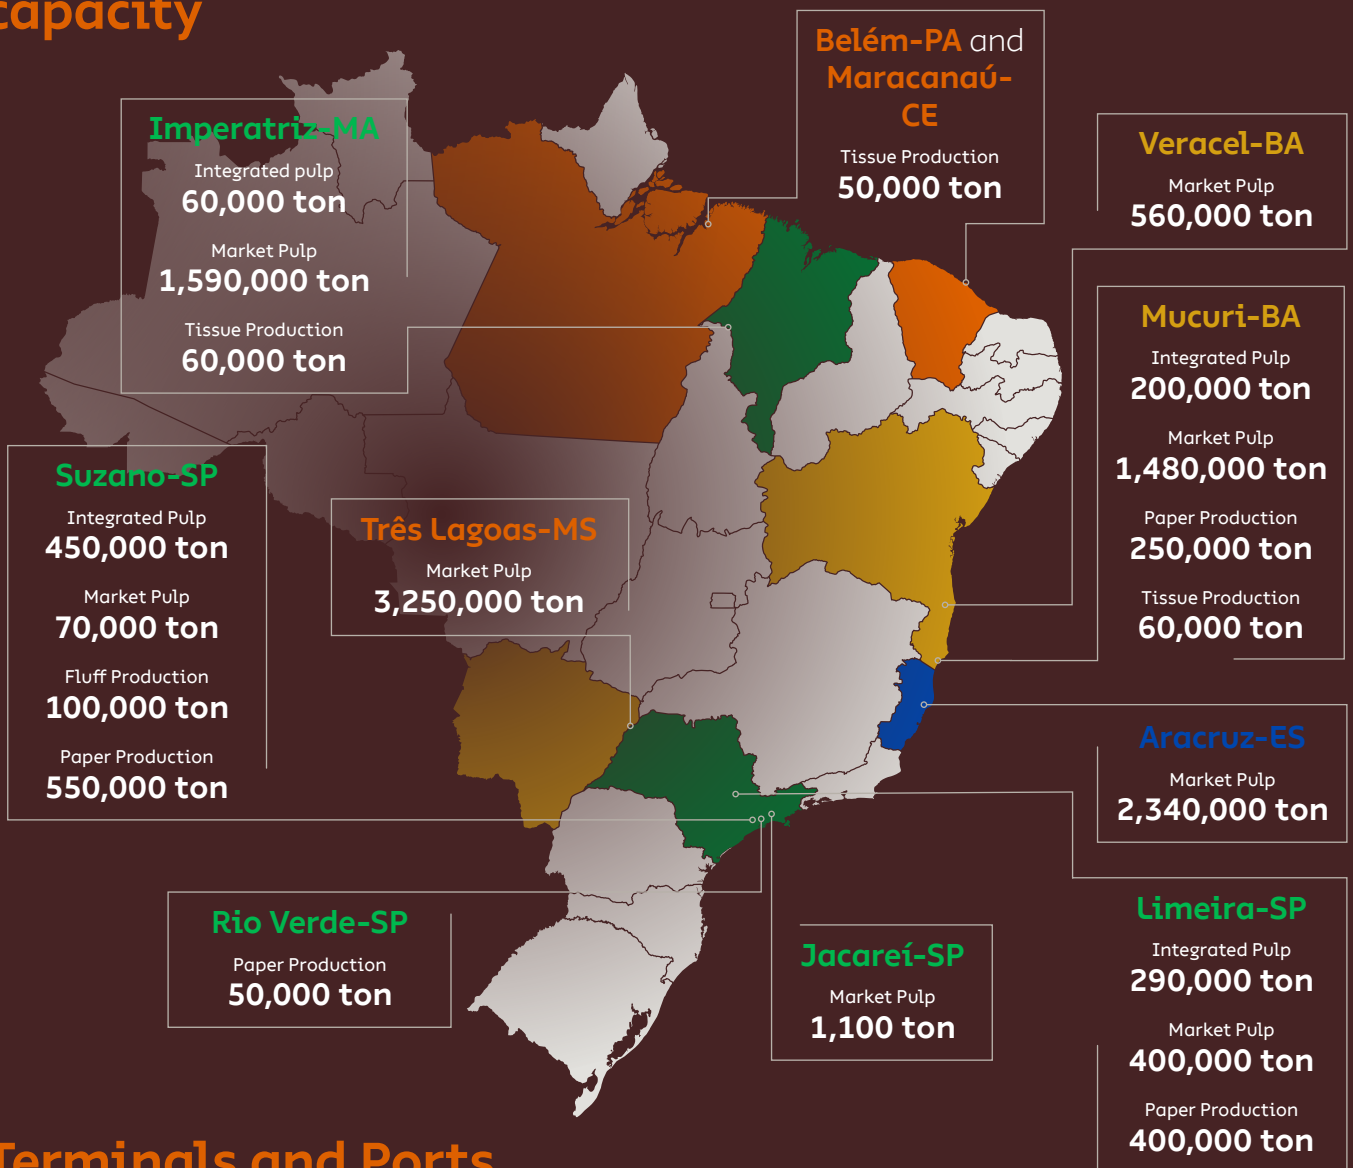 capacity
Belém-PA and
Maracanaú-
CE
Tissue Production
50,000 ton
Imperatriz-MA
Integrated pulp
60,000 ton
Market Pulp
1,590,000 ton
Tissue Production
60,000 ton
Veracel-BA
Market Pulp
560,000 ton
Mucuri-BA
Integrated Pulp
200,000 ton
Market Pulp
1,480,000 ton
Paper Production
250,000 ton
Tissue Production
60,000 ton
Suzano-SP
Integrated Pulp
450,000 ton
Market Pulp
70,000 ton
Fluff Production
100,000 ton
Paper Production
550,000 ton
Três Lagoas-MS
Market Pulp
3,250,000 ton
Aracruz-ES
Market Pulp
2,340,000 ton
Rio Verde-SP
Paper Production
50,000 ton
Jacareí-SP
Market Pulp
1,100 ton
Limeira-SP
Integrated Pulp
290,000 ton
Market Pulp
400,000 ton
Paper Production
400,000 ton
Terminals and Ports